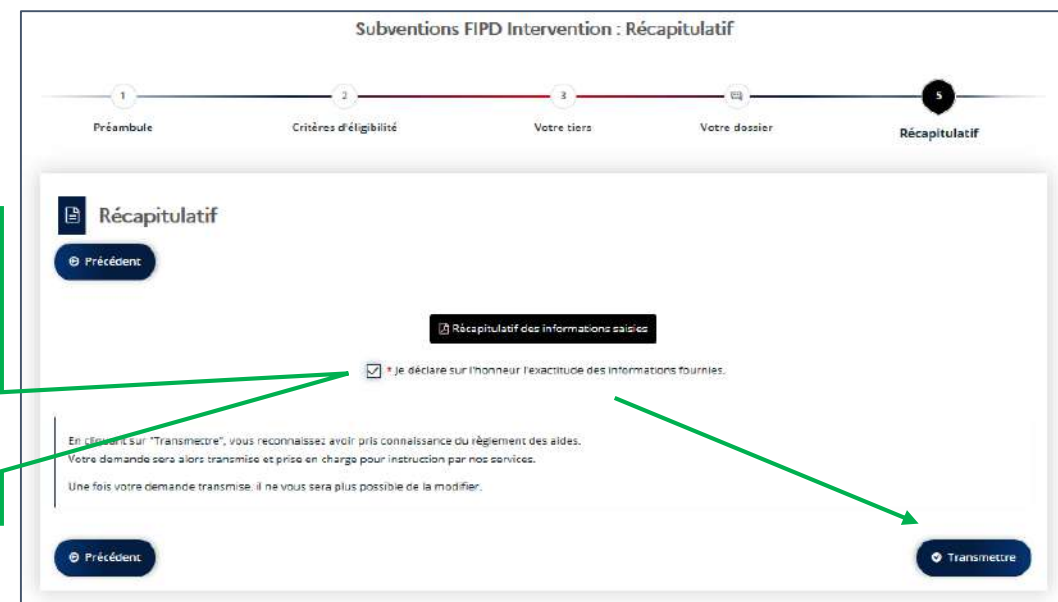 Subventions FIPD Intervention : Récapitulatif
1
2
3
5
Préambule
Critères d'éligibilité
Votre tiers
Votre dossier
Récapitulatif
Récapitulatif
Précédent
Récapitulatif des informations saisies
* Je déclare sur l'honneur l'exactitude des informations fournies.
En cliquant sur "Transmettre", vous reconnaissez avoir pris connaissance du règlement des aides.
Votre demande sera alors transmise et prise en charge pour instruction par nos services.
Une fois votre demande transmise, il ne vous sera plus possible de la modifier.
Précédent
Transmettre